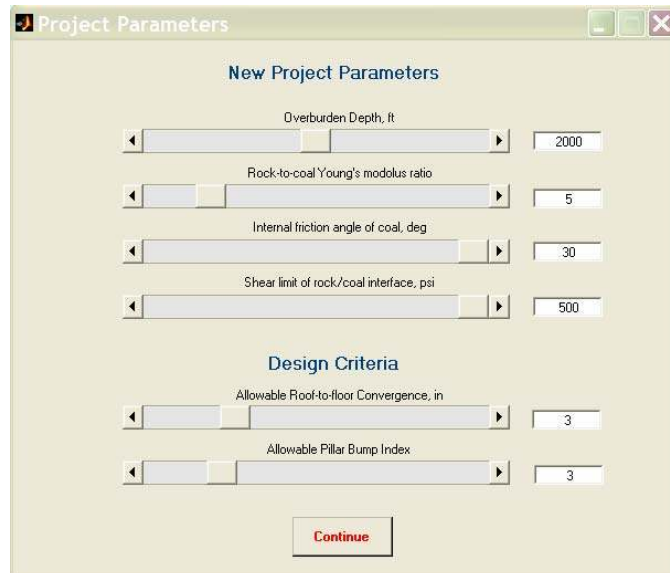 Project Parameters
New Project Parameters
Overburden Depth, ft
2000
Rock-to-coal Young's modolus ratio
5
Internal friction angle of coal, deg
30
Shear limit of rock/coal interface, psi
500
Design Criteria
Allowable Roof-to-floor Convergence, in
3
Allowable Pillar Bump Index
3
Continue